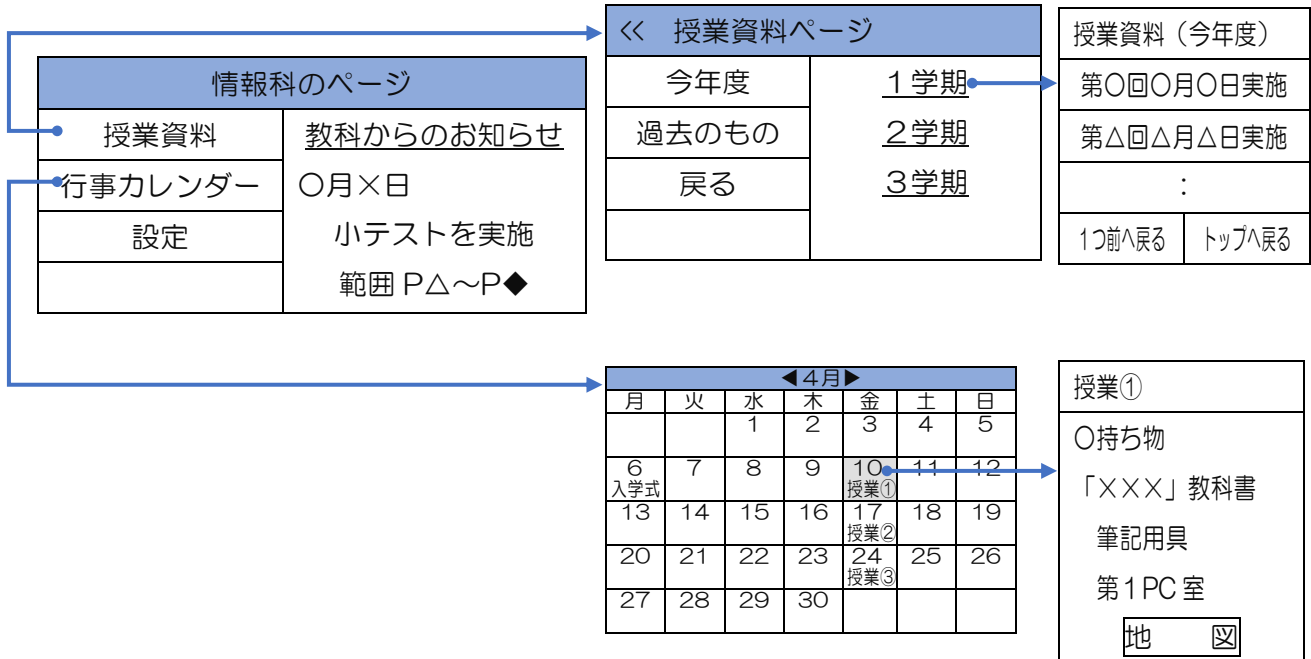 情報科のページ
授業資料
行事カレンダー
設定
教科からのお知らせ
〇月×日
小テストを実施
範囲 P△～P◆
<< 授業資料ページ
今年度
過去のもの
戻る
1学期
2学期
3学期
授業資料（今年度）
第〇回〇月〇日実施
第△回△月△日実施
：
1つ前へ戻る トップへ戻る
◀4月▶
月 火 水 木 金 土 日
1 2 3 4 5
6 7 8 9 10 11 12
入学式 授業①
13 14 15 16 17 18 19
授業②
20 21 22 23 24 25 26
授業③
27 28 29 30
授業①
〇持ち物
「×××」教科書
筆記用具
第1PC室
地 図